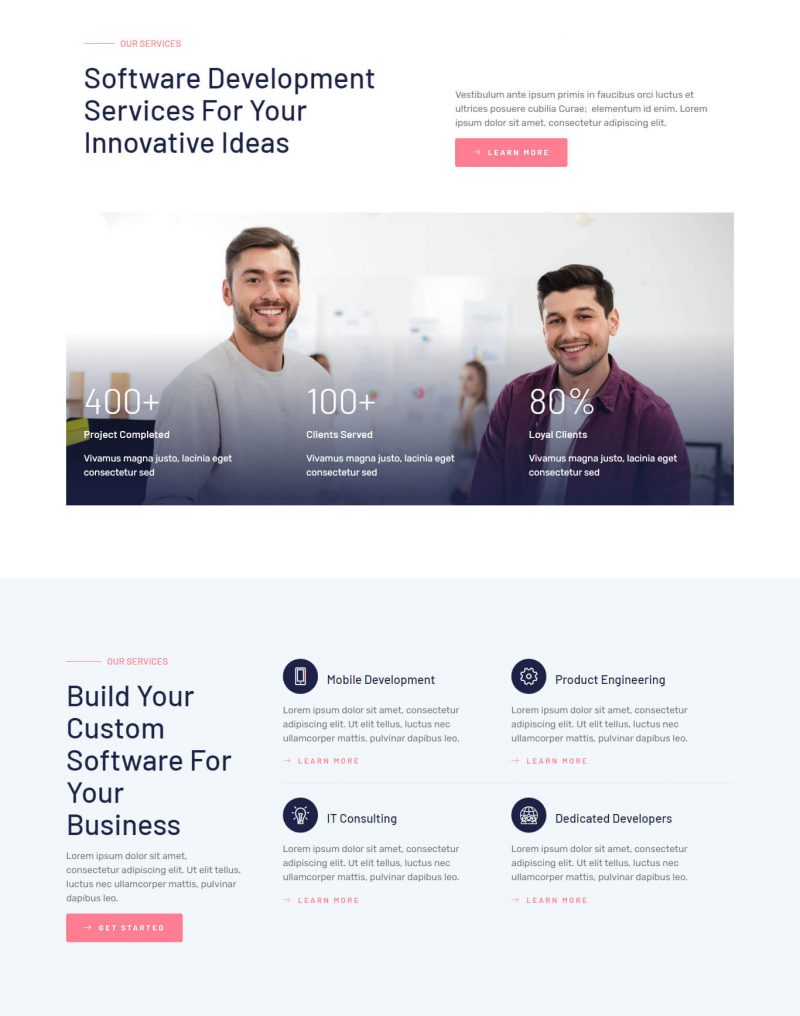 OUR SERVICES
Software Development
Services For Your
Innovative Ideas
Vestibulum ante ipsum primis in faucibus orci luctus et
ultrices posuere cubilia Curae;  elementum id enim. Lorem
ipsum dolor sit amet, consectetur adipiscing elit.
→ LEARN MORE
400+
Project Completed
Vivamus magna justo, lacinia eget
consectetur sed
100+
Clients Served
Vivamus magna justo, lacinia eget
consectetur sed
80%
Loyal Clients
Vivamus magna justo, lacinia eget
consectetur sed
OUR SERVICES
Build Your
Custom
Software For
Your
Business
Lorem ipsum dolor sit amet,
consectetur adipiscing elit. Ut elit tellus,
luctus nec ullamcorper mattis, pulvinar
dapibus leo.
→ GET STARTED
Mobile Development
Lorem ipsum dolor sit amet, consectetur
adipiscing elit. Ut elit tellus, luctus nec
ullamcorper mattis, pulvinar dapibus leo.
→ LEARN MORE
Product Engineering
Lorem ipsum dolor sit amet, consectetur
adipiscing elit. Ut elit tellus, luctus nec
ullamcorper mattis, pulvinar dapibus leo.
→ LEARN MORE
IT Consulting
Lorem ipsum dolor sit amet, consectetur
adipiscing elit. Ut elit tellus, luctus nec
ullamcorper mattis, pulvinar dapibus leo.
→ LEARN MORE
Dedicated Developers
Lorem ipsum dolor sit amet, consectetur
adipiscing elit. Ut elit tellus, luctus nec
ullamcorper mattis, pulvinar dapibus leo.
→ LEARN MORE